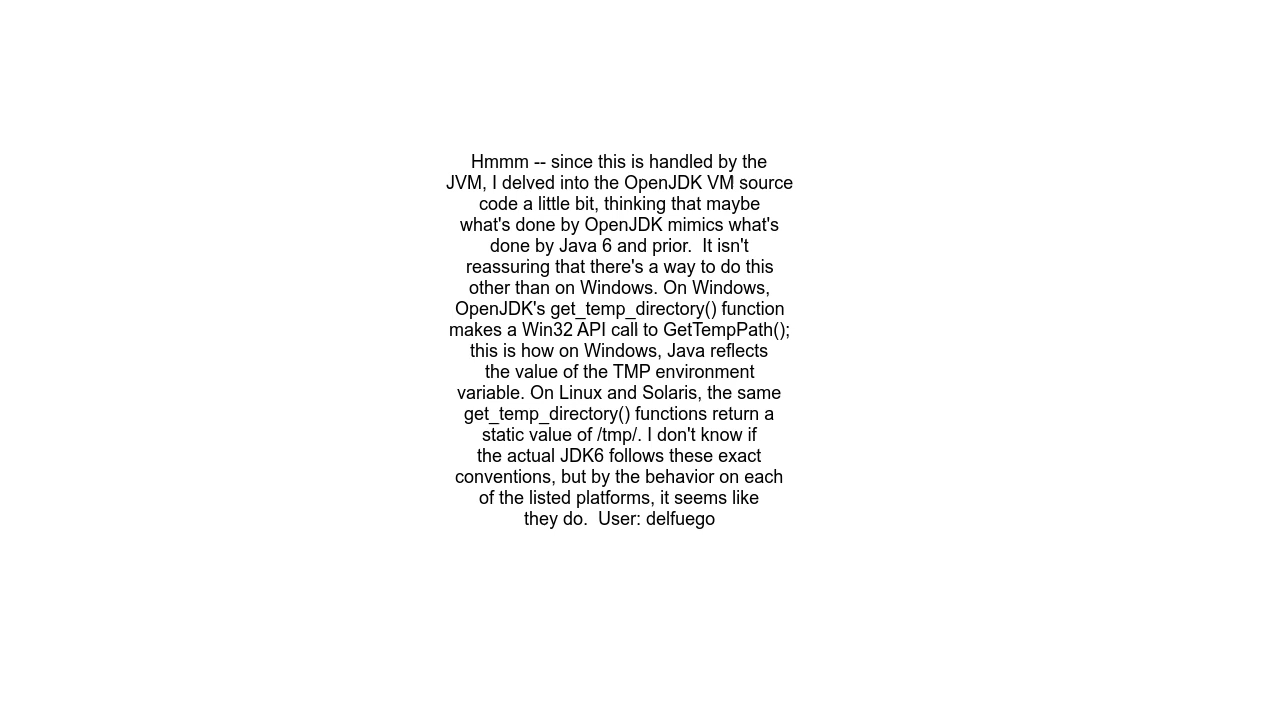 Hmmm -- since this is handled by the
JVM, I delved into the OpenJDK VM source
code a little bit, thinking that maybe
what's done by OpenJDK mimics what's
done by Java 6 and prior.  It isn't
reassuring that there's a way to do this
other than on Windows. On Windows,
OpenJDK's get_temp_directory() function
makes a Win32 API call to GetTempPath();
this is how on Windows, Java reflects
the value of the TMP environment
variable. On Linux and Solaris, the same
get_temp_directory() functions return a
static value of /tmp/. I don't know if
the actual JDK6 follows these exact
conventions, but by the behavior on each
of the listed platforms, it seems like
they do.  User: delfuego